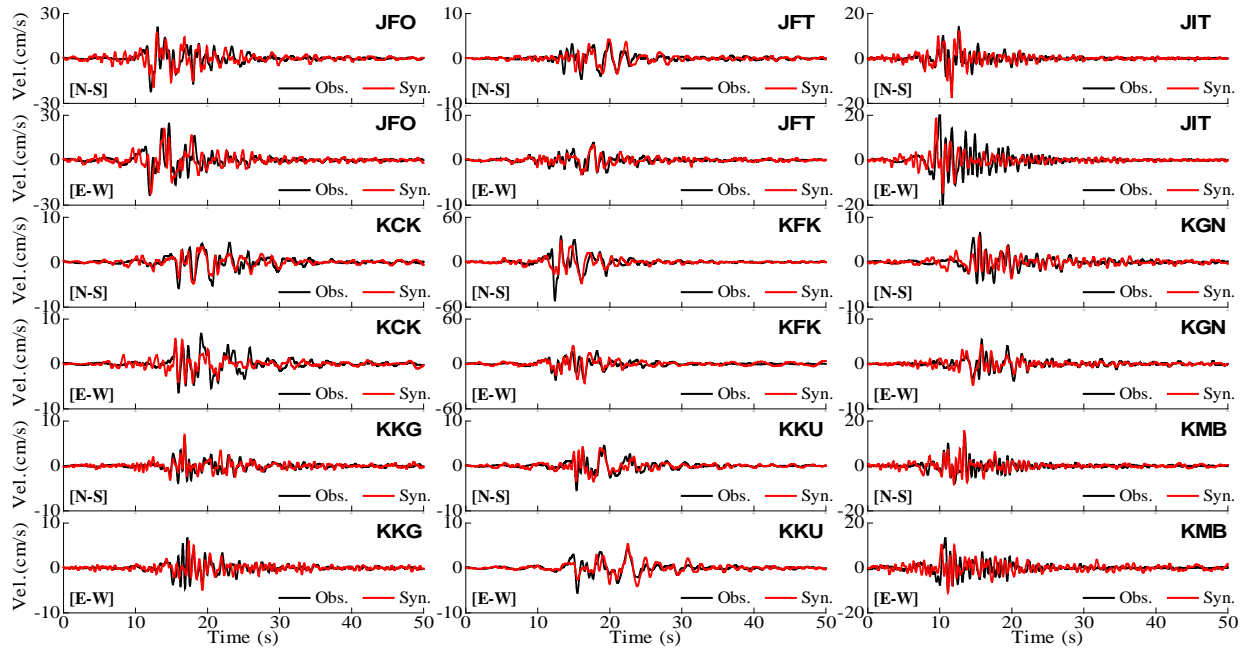 30 JFO 10 JFT 20 JIT
Vel.(cm/s) 0 0 0
[N-S] Obs. Syn. [N-S] Obs. Syn. [N-S] Obs. Syn.
-30 -10 -20
30 JFO 10 JFT 20 JIT
Vel.(cm/s) 0 0 0
[E-W] Obs. Syn. [E-W] Obs. Syn. [E-W] Obs. Syn.
-30 -10 -20
10 KCK 60 KFK 10 KGN
Vel.(cm/s) 0 0 0
[N-S] Obs. Syn. [N-S] Obs. Syn. [N-S] Obs. Syn.
-10 -60 -10
10 KCK 60 KFK 10 KGN
Vel.(cm/s) 0 0 0
[E-W] Obs. Syn. [E-W] Obs. Syn. [E-W] Obs. Syn.
-10 -60 -10
10 KKG 10 KKU 20 KMB
Vel.(cm/s) 0 0 0
[N-S] Obs. Syn. [N-S] Obs. Syn. [N-S] Obs. Syn.
-10 -10 -20
10 KKG 10 KKU 20 KMB
Vel.(cm/s) 0 0 0
[E-W] Obs. Syn. [E-W] Obs. Syn. [E-W] Obs. Syn.
-10 -10 -20
0 10 20 30 40 50 0 10 20 30 40 50 0 10 20 30 40 50
Time (s) Time (s) Time (s)